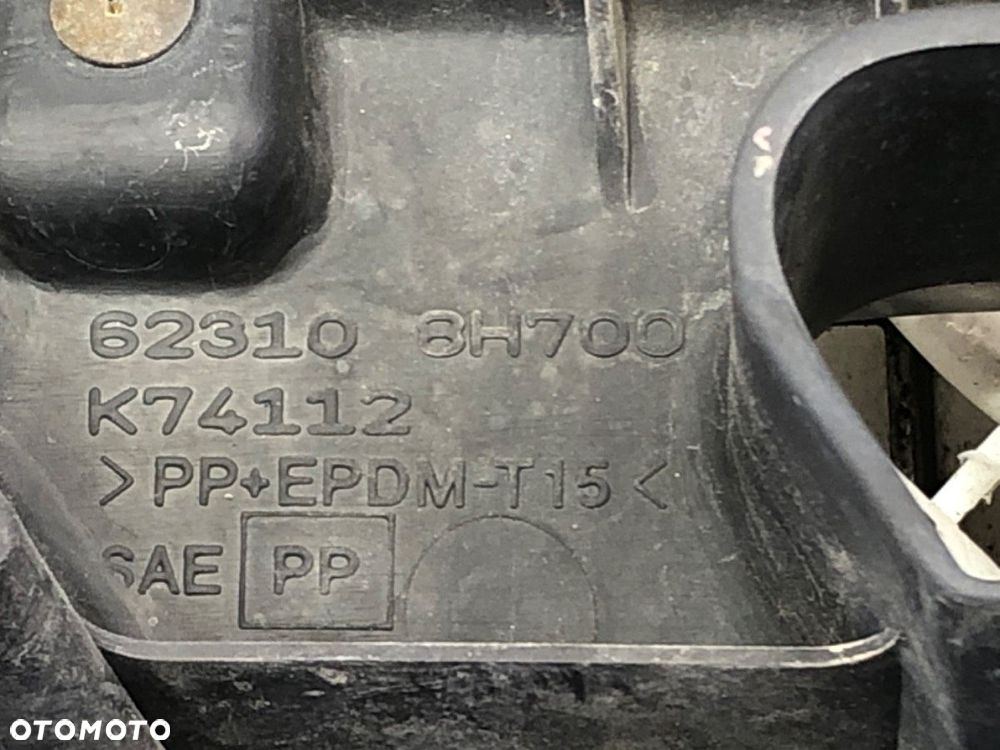 62310 8H700
K74112
>PP+EPDM-T15<
SAE PP
OTOMOTO